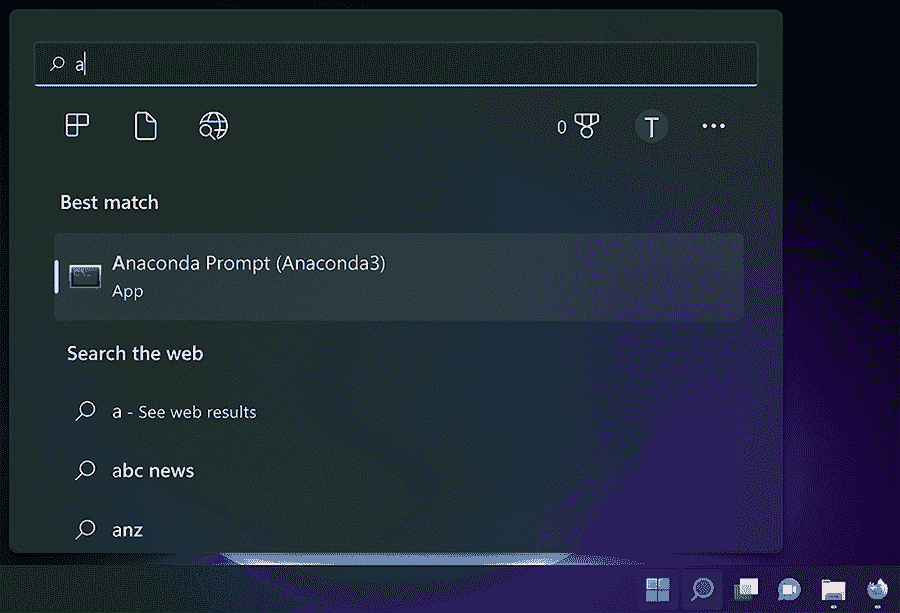 a
0 T ...
Best match
Anaconda Prompt (Anaconda3)
App
Search the web
a - See web results
abc news
anz